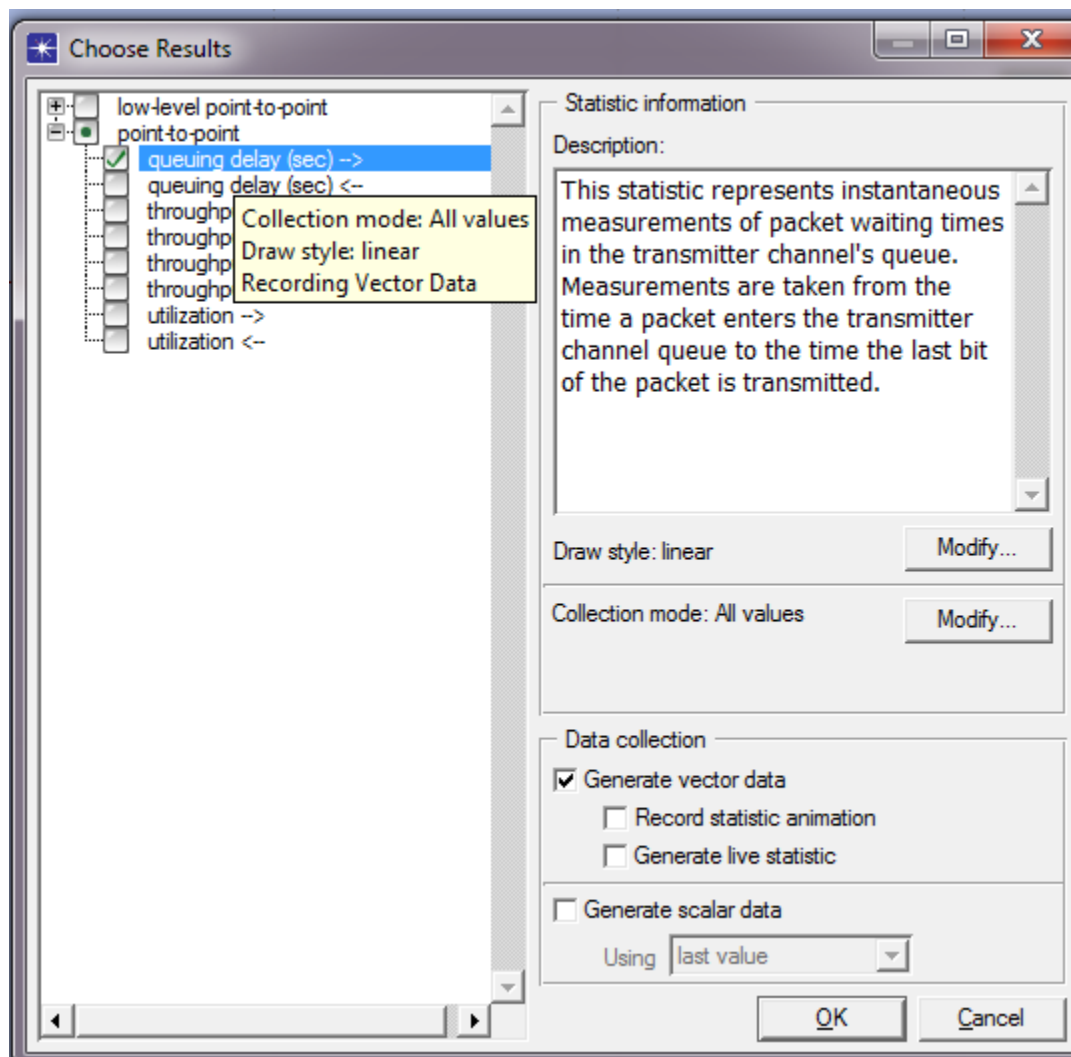 Choose Results
low-level point-to-point
point-to-point
queuing delay (sec) -->
queuing delay (sec) <--
throughp
throughp
throughp
throughp
utilization -->
utilization <--
Collection mode: All values
Draw style: linear
Recording Vector Data
Statistic information
Description:
This statistic represents instantaneous
measurements of packet waiting times
in the transmitter channel's queue.
Measurements are taken from the
time a packet enters the transmitter
channel queue to the time the last bit
of the packet is transmitted.
Draw style: linear
Modify...
Collection mode: All values
Modify...
Data collection
Generate vector data
Record statistic animation
Generate live statistic
Generate scalar data
Using last value
OK
Cancel